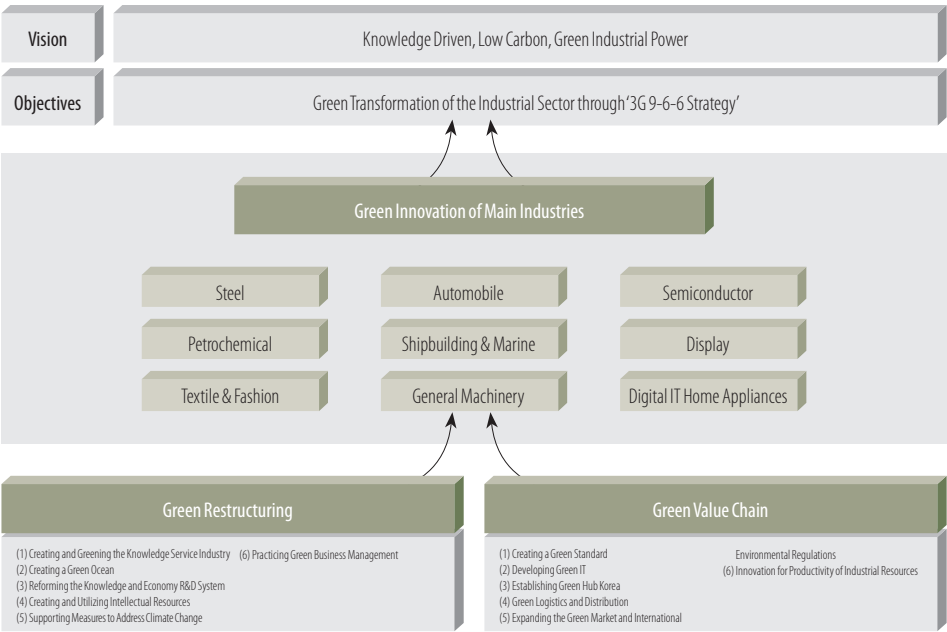 Vision
Knowledge Driven, Low Carbon, Green Industrial Power
Objectives
Green Transformation of the Industrial Sector through ‘3G 9-6-6 Strategy’
Green Innovation of Main Industries
Steel
Automobile
Semiconductor
Petrochemical
Shipbuilding & Marine
Display
Textile & Fashion
General Machinery
Digital IT Home Appliances
Green Restructuring
(1) Creating and Greening the Knowledge Service Industry
(2) Creating a Green Ocean
(3) Reforming the Knowledge and Economy R&D System
(4) Creating and Utilizing Intellectual Resources
(5) Supporting Measures to Address Climate Change
(6) Practicing Green Business Management
Green Value Chain
(1) Creating a Green Standard
(2) Developing Green IT
(3) Establishing Green Hub Korea
(4) Green Logistics and Distribution
(5) Expanding the Green Market and International
Environmental Regulations
(6) Innovation for Productivity of Industrial Resources